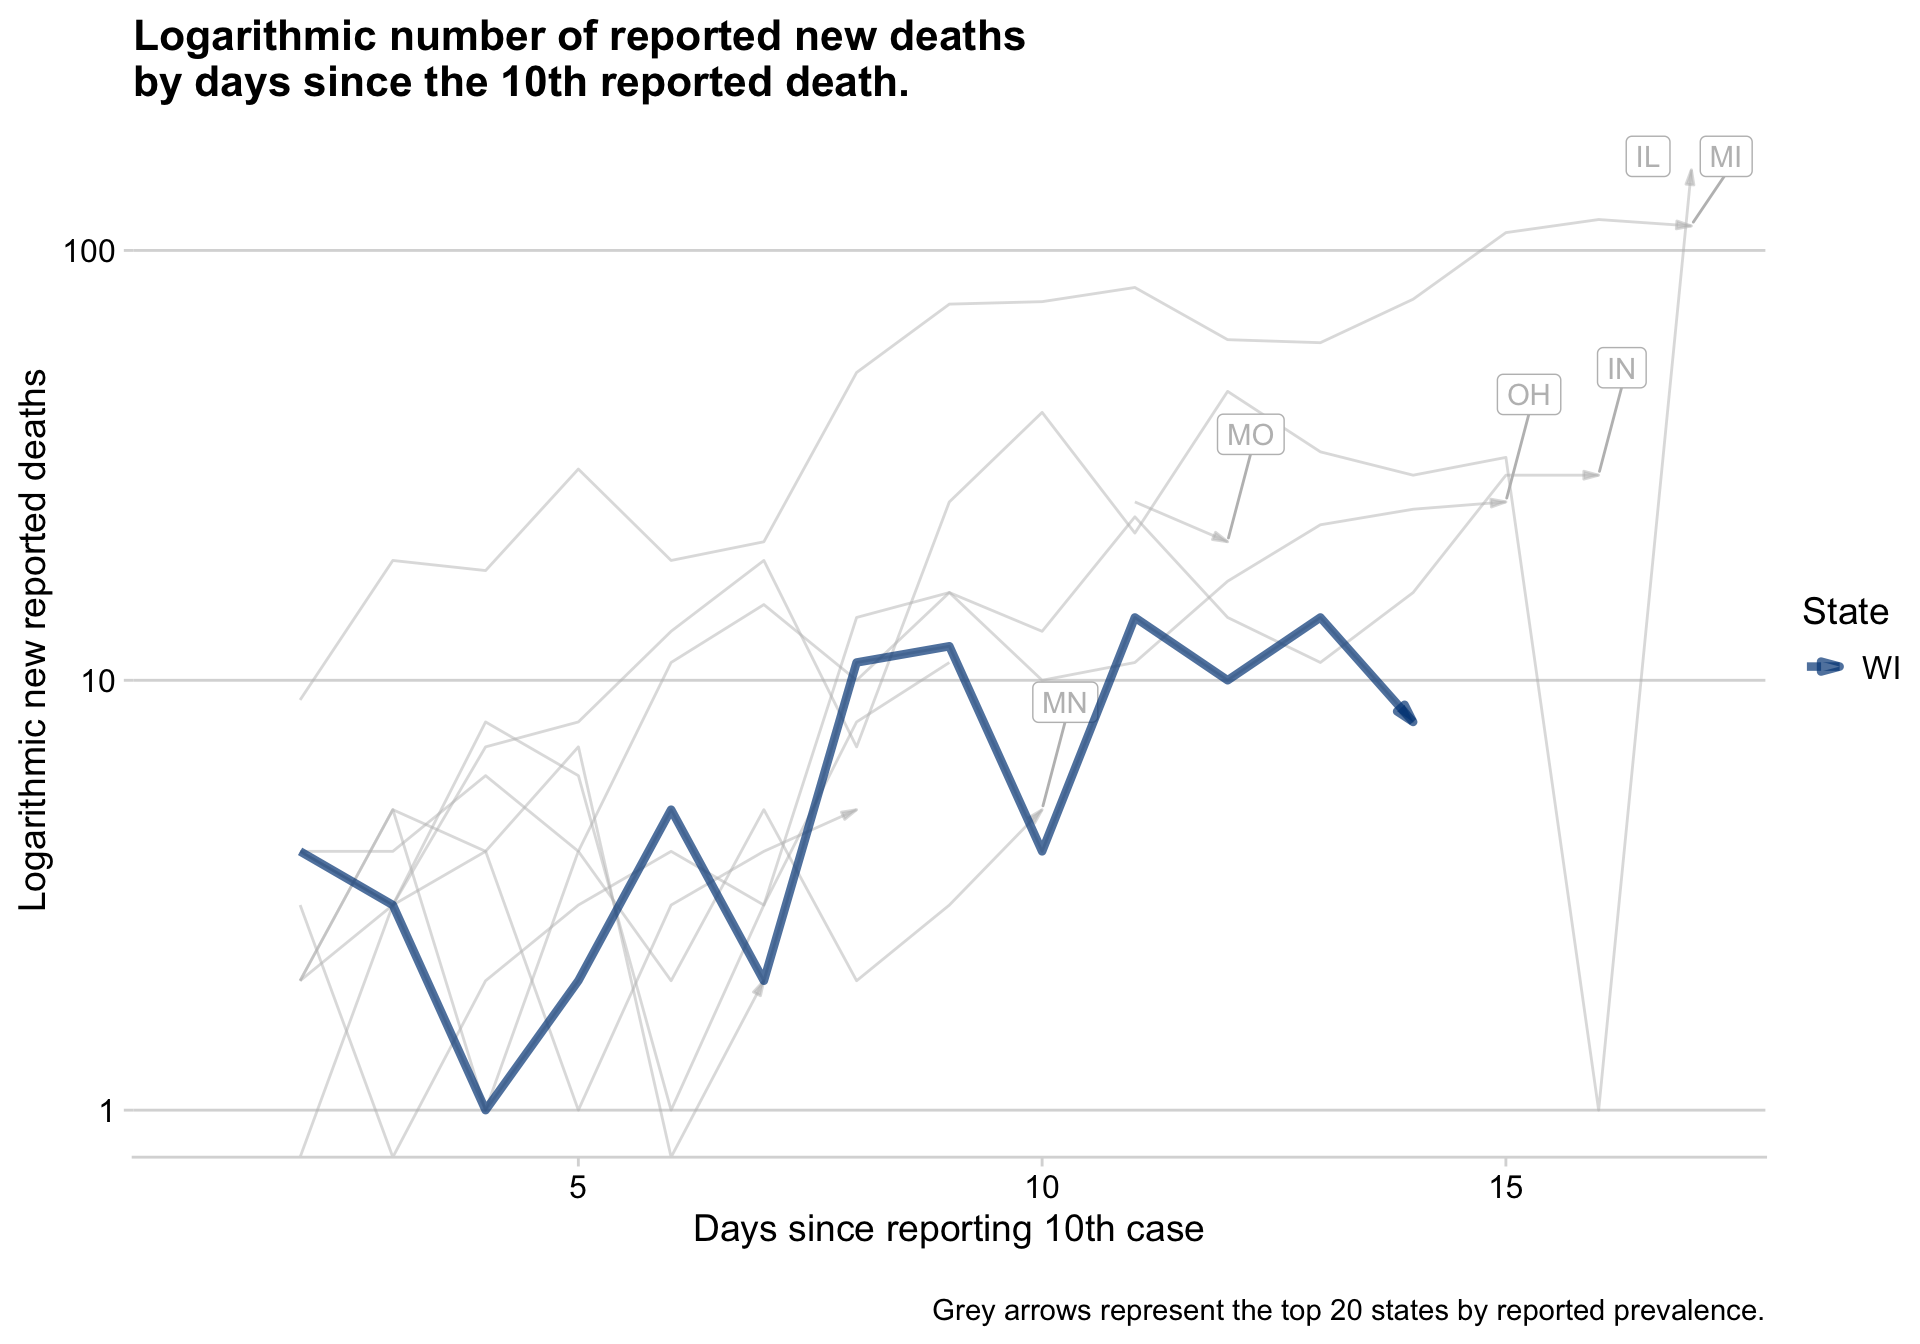 Logarithmic number of reported new deaths
by days since the 10th reported death.
IL
MI
100
IN
OH
MO
Logarithmic new reported deaths
State
WI
10
MN
1
5
10
15
Days since reporting 10th case
Grey arrows represent the top 20 states by reported prevalence.